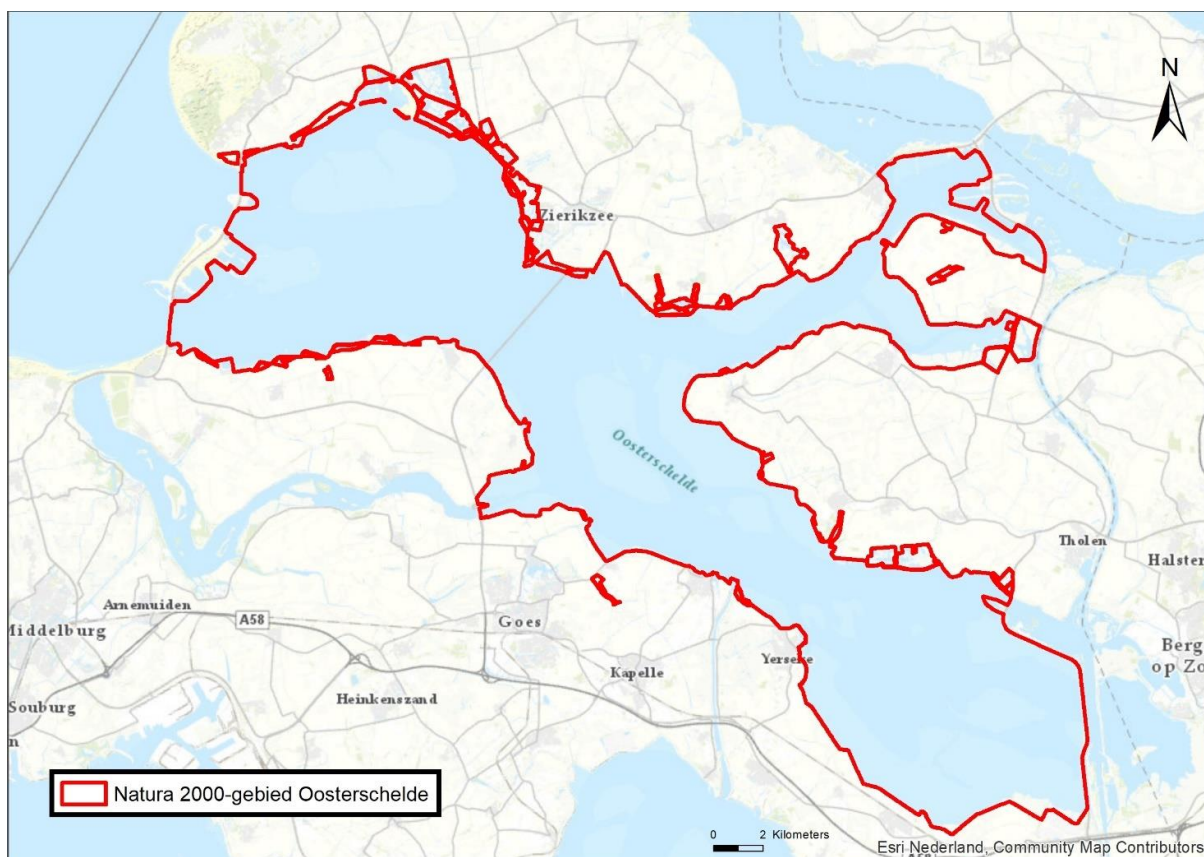 N
Zierikzee
Oosterschelde
Tholen
Halster
Arnemuiden
A58
Middelburg
Goes
Berg
op Zo
Yerseke
Kapelle
Heinkenszand
Souburg
n
Natura 2000-gebied Oosterschelde
0 2 Kilometers
Esri Nederland, Community Map Contributors